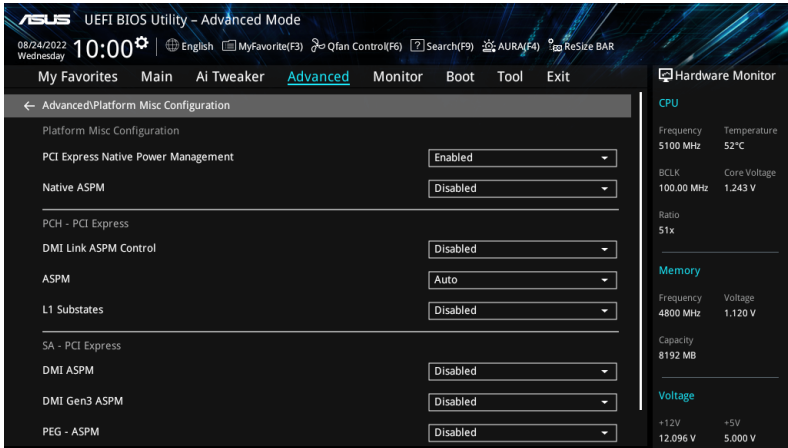 ASUS UEFI BIOS Utility – Advanced Mode
08/24/2022 Wednesday 10:00 English MyFavorite(F3) Qfan Control(F6) ? Search(F9) AURA(F4) ReSize BAR
My Favorites Main Ai Tweaker Advanced Monitor Boot Tool Exit
← Advanced\Platform Misc Configuration
Platform Misc Configuration
PCI Express Native Power Management Enabled
Native ASPM Disabled
PCH - PCI Express
DMI Link ASPM Control Disabled
ASPM Auto
L1 Substates Disabled
SA - PCI Express
DMI ASPM Disabled
DMI Gen3 ASPM Disabled
PEG - ASPM Disabled
Hardware Monitor
CPU
Frequency Temperature
5100 MHz 52°C
BCLK Core Voltage
100.00 MHz 1.243 V
Ratio
51x
Memory
Frequency Voltage
4800 MHz 1.120 V
Capacity
8192 MB
Voltage
+12V +5V
12.096 V 5.000 V